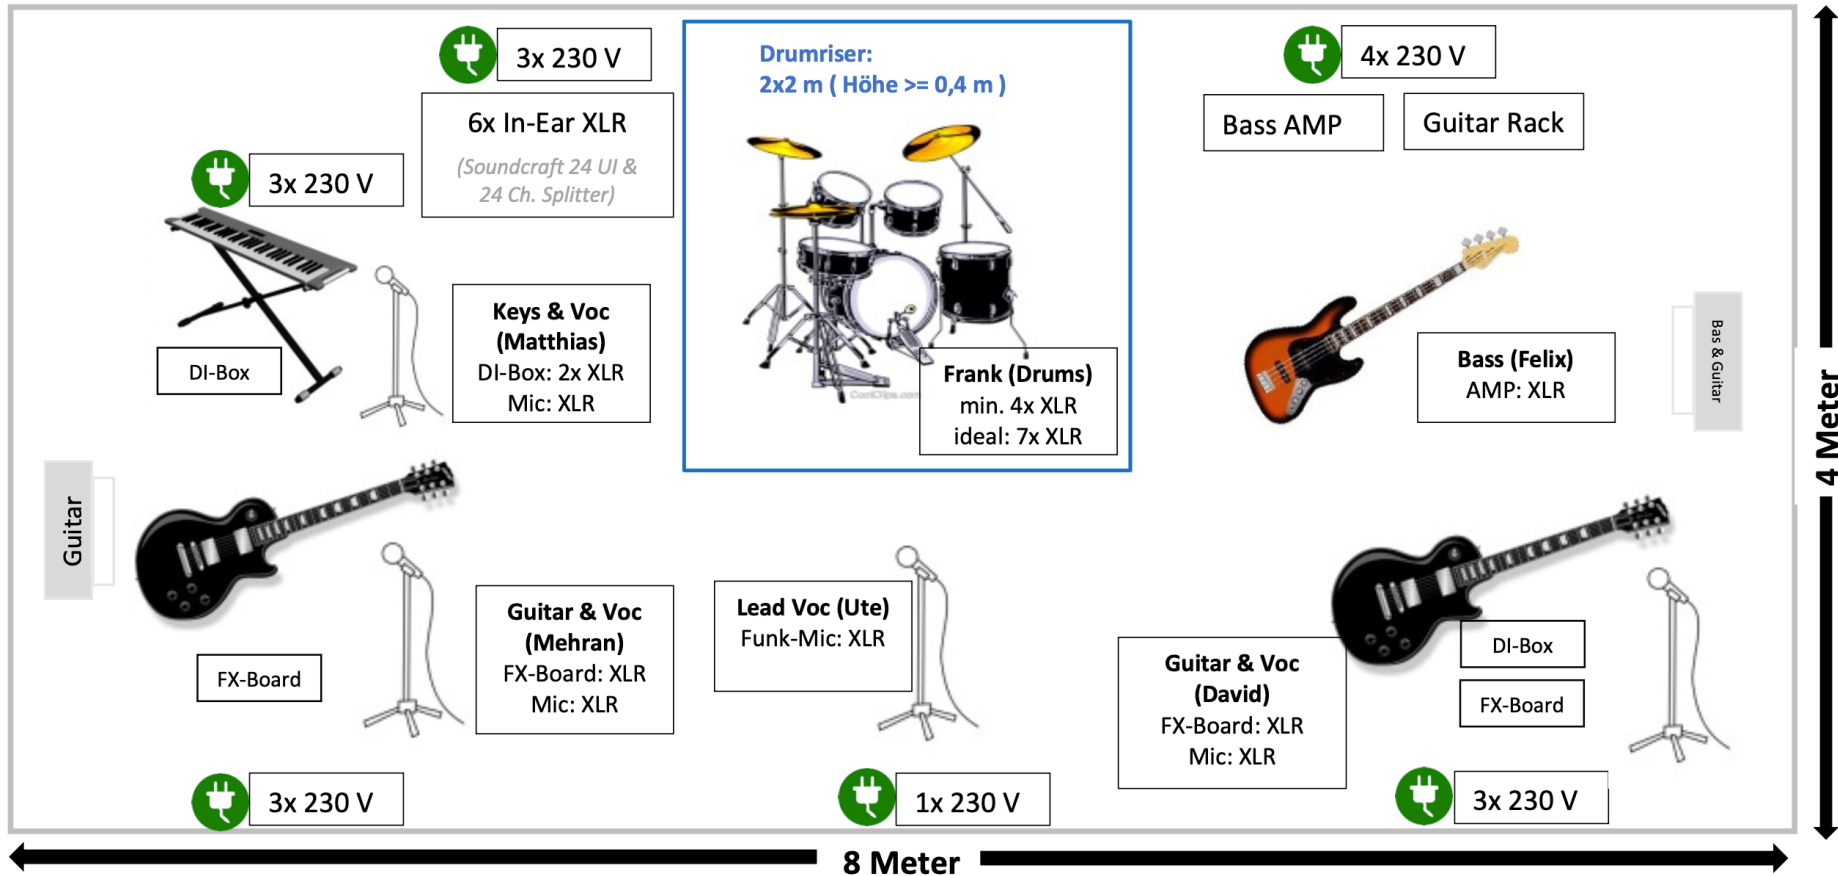 3x 230 V
Drumriser:
2x2 m ( Höhe >= 0,4 m )
4x 230 V
6x In-Ear XLR
(Soundcraft 24 UI &
24 Ch. Splitter)
Bass AMP
Guitar Rack
3x 230 V
Keys & Voc
(Matthias)
DI-Box: 2x XLR
Mic: XLR
DI-Box
Frank (Drums)
min. 4x XLR
ideal: 7x XLR
CoolClips.com
Bass (Felix)
AMP: XLR
Bas & Guitar
4 Meter
Guitar
Guitar & Voc
(Mehran)
FX-Board: XLR
Mic: XLR
FX-Board
Lead Voc (Ute)
Funk-Mic: XLR
Guitar & Voc
(David)
FX-Board: XLR
Mic: XLR
DI-Box
FX-Board
3x 230 V
1x 230 V
3x 230 V
8 Meter